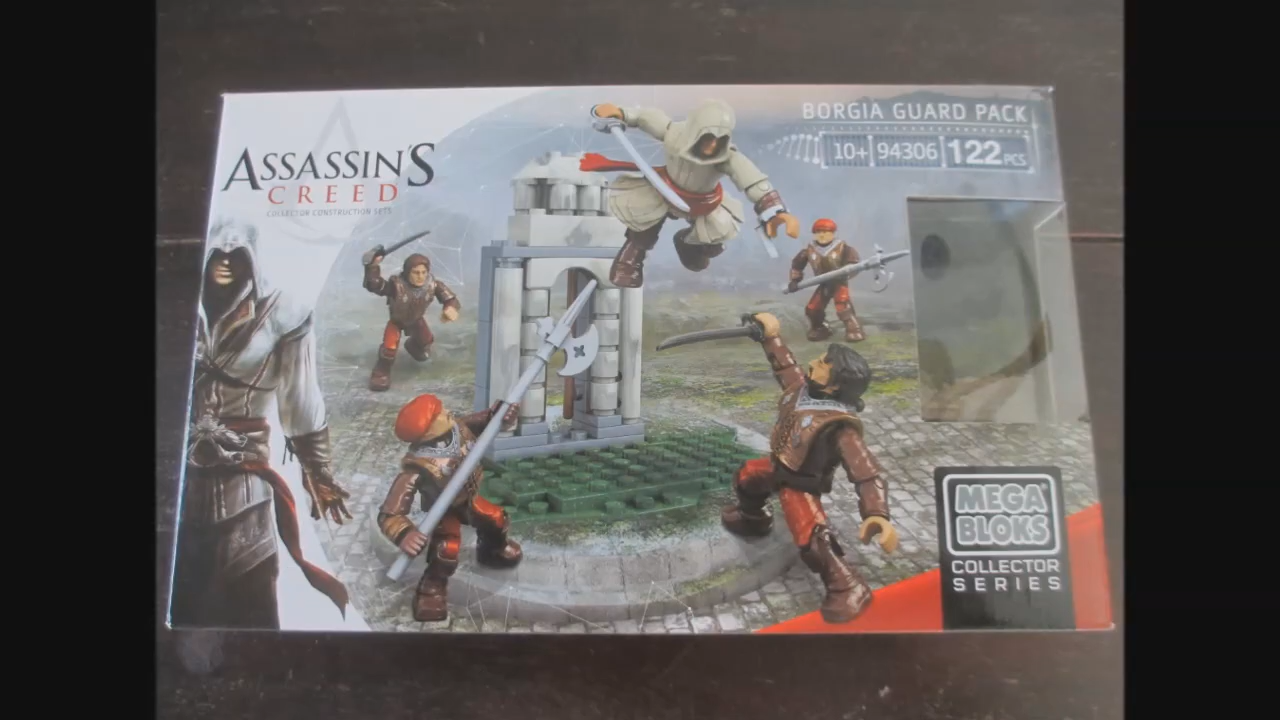 BORGIA GUARD PACK
10+ 94306 122 PCS
ASSASSIN'S
CREED
COLLECTOR CONSTRUCTION SETS
MEGA
BLOKS
COLLECTOR
SERIES